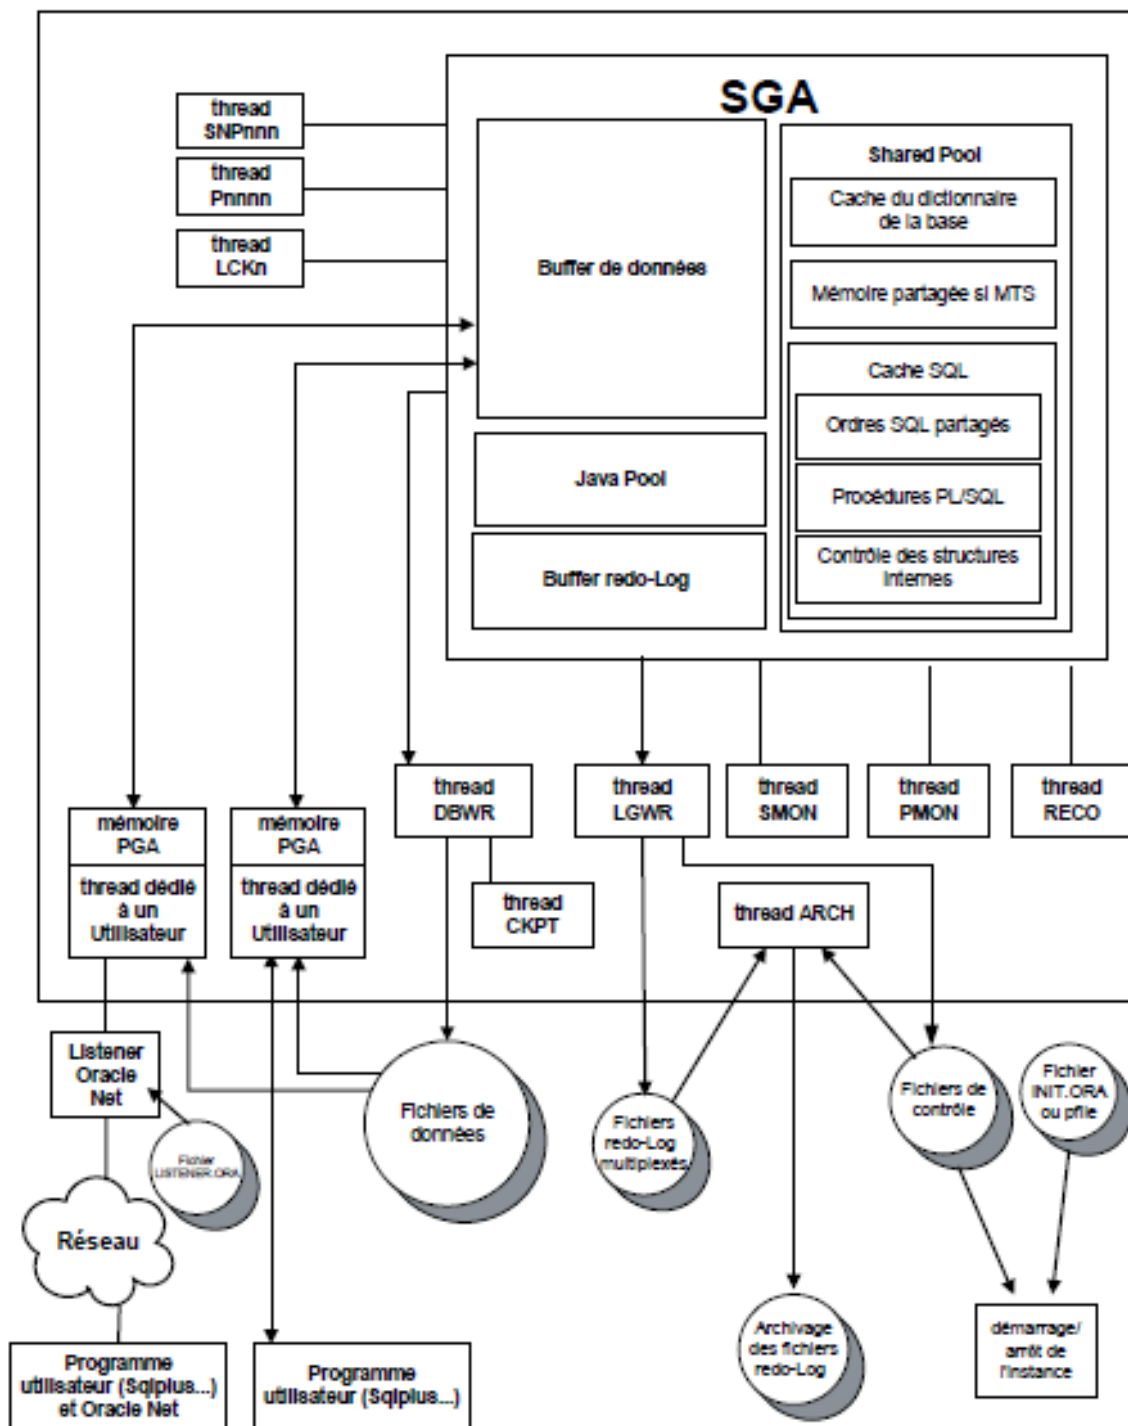 SGA
thread
SNPnnn
thread
Pnnnn
thread
LCKn
Buffer de données
Java Pool
Buffer redo-Log
Shared Pool
Cache du dictionnaire
de la base
Mémoire partagée si MTS
Cache SQL
Ordres SQL partagés
Procédures PL/SQL
Contrôle des structures
Internes
thread
DBWR
thread
LGWR
thread
SMON
thread
PMON
thread
RECO
mémoire
PGA
thread dédié
à un
Utilisateur
mémoire
PGA
thread dédié
à un
Utilisateur
thread
CKPT
thread ARCH
Listener
Oracle
Net
Fichier
LISTENER.ORA
Fichiers de
données
Fichiers
redo-Log
multiplexés
Fichiers de
contrôle
Fichier
INIT.ORA
ou pfile
Réseau
Archivage
des fichiers
redo-Log
démarrage/
arrêt de
l'instance
Programme
utilisateur (Sqlplus...)
et Oracle Net
Programme
utilisateur (Sqlplus...)